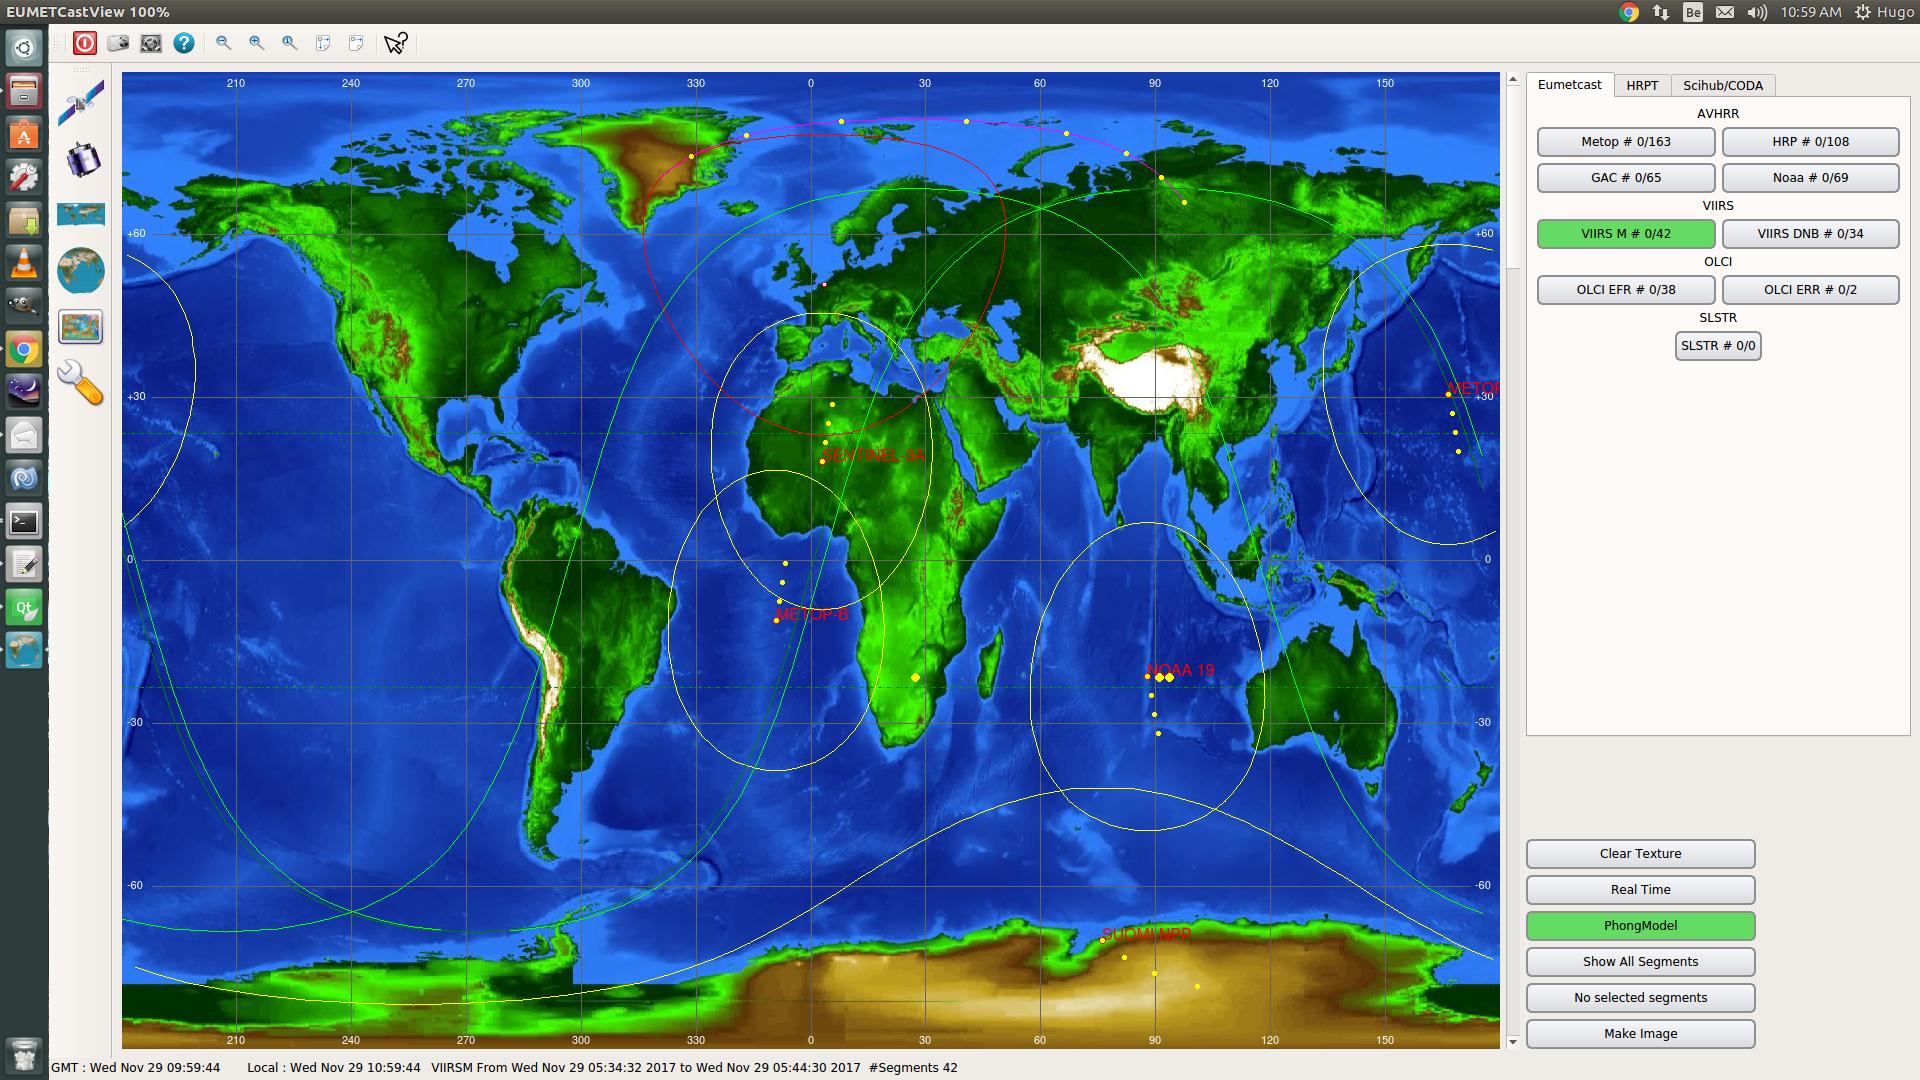 EUMETCastView 100%
Be
10:59 AM
Hugo
210 240 270 300 330 0 30 60 90 120 150
+60 +60
+30 +30
0 0
-30 -30
-60 -60
SENTINEL-3A
METOP-B
NOAA 19
SUOMI NPP
210 240 270 300 330 0 30 60 90 120 150
Eumetcast HRPT Scihub/CODA
AVHRR
Metop # 0/163 HRP # 0/108
GAC # 0/65 Noaa # 0/69
VIIRS
VIIRS M # 0/42 VIIRS DNB # 0/34
OLCI
OLCI EFR # 0/38 OLCI ERR # 0/2
SLSTR
SLSTR # 0/0
Clear Texture
Real Time
PhongModel
Show All Segments
No selected segments
Make Image
GMT : Wed Nov 29 09:59:44 Local : Wed Nov 29 10:59:44 VIIRSM From Wed Nov 29 05:34:32 2017 to Wed Nov 29 05:44:30 2017 #Segments 42